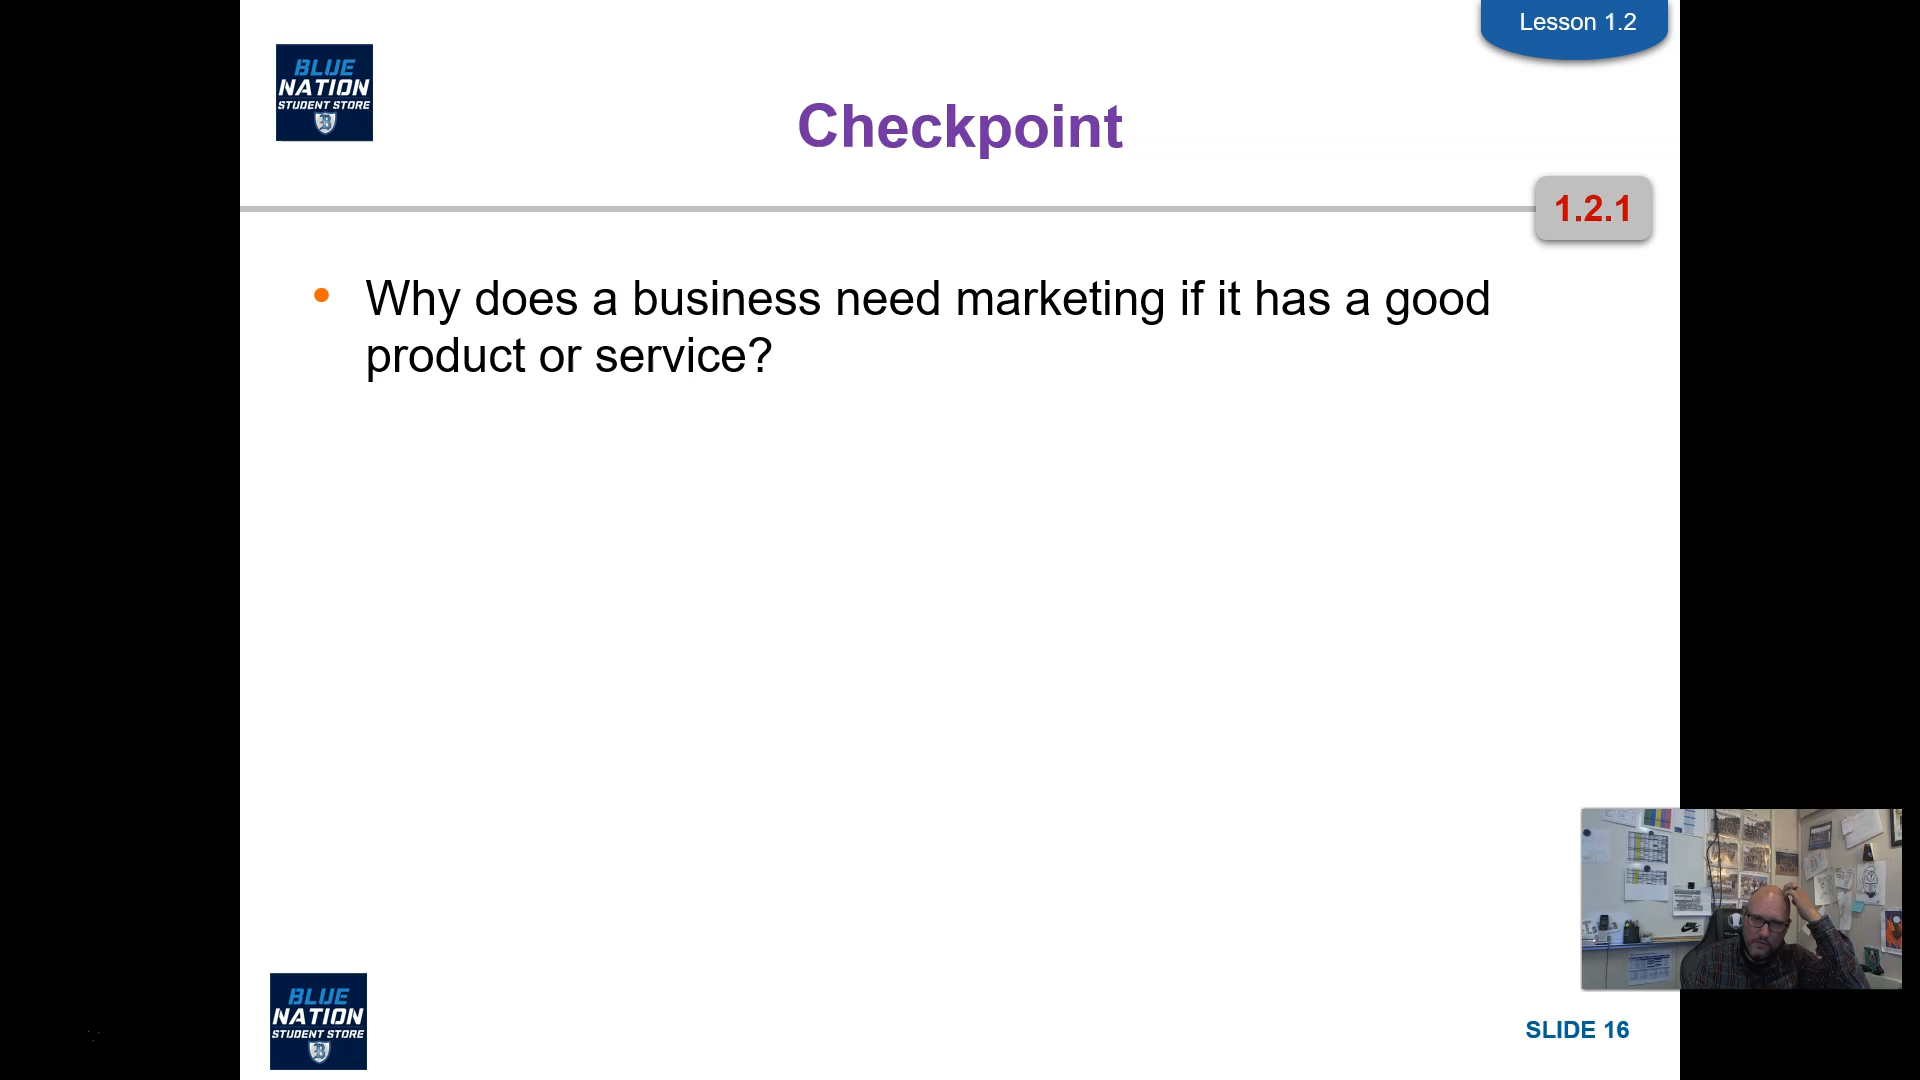 Lesson 1.2
BLUE
NATION
STUDENT STORE
B
Checkpoint
1.2.1
• Why does a business need marketing if it has a good
product or service?
BLUE
NATION
STUDENT STORE
B
SLIDE 16